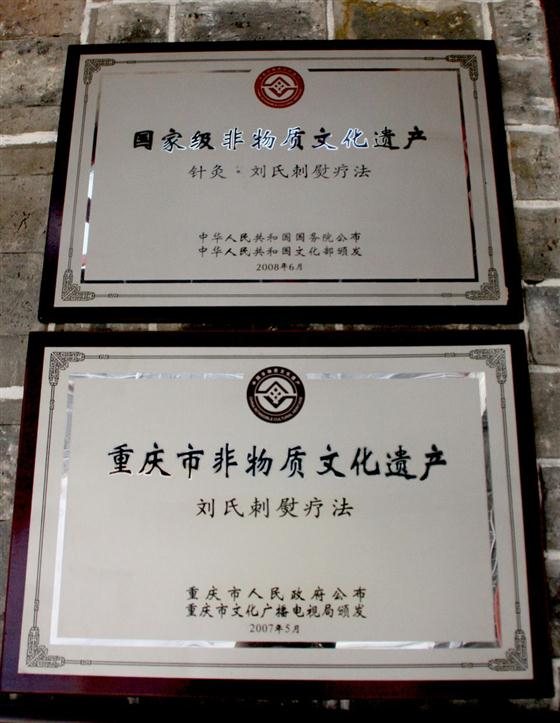 国家级非物质文化遗产
针灸·刘氏刺熨疗法
中华人民共和国国务院公布
中华人民共和国文化部颁发
2008年6月
重庆市非物质文化遗产
刘氏刺熨疗法
重庆市人民政府公布
重庆市文化广播电视局颁发
2007年5月